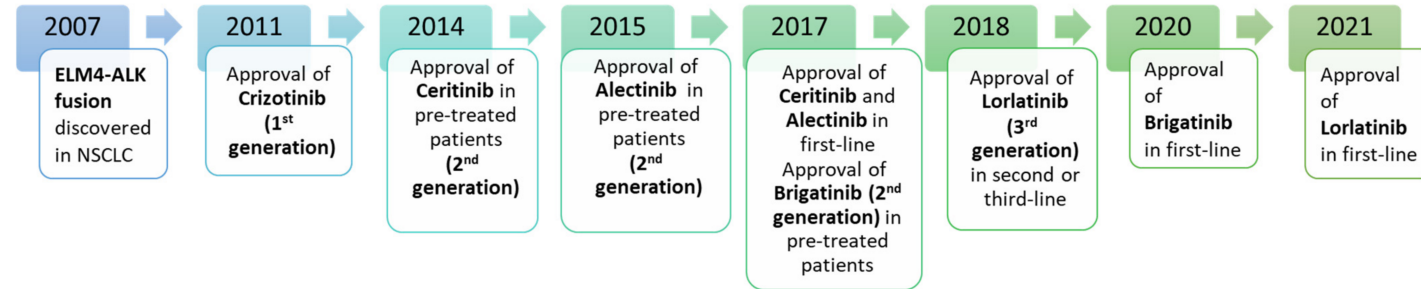 2007
ELM4-ALK
fusion
discovered
in NSCLC
2011
Approval of
Crizotinib
(1st
generation)
2014
Approval of
Ceritinib in
pre-treated
patients
(2nd
generation)
2015
Approval of
Alectinib in
pre-treated
patients
(2nd
generation)
2017
Approval of
Ceritinib and
Alectinib in
first-line
Approval of
Brigatinib (2nd
generation) in
pre-treated
patients
2018
Approval of
Lorlatinib
(3rd
generation)
in second or
third-line
2020
Approval
of
Brigatinib
in first-line
2021
Approval
of
Lorlatinib
in first-line